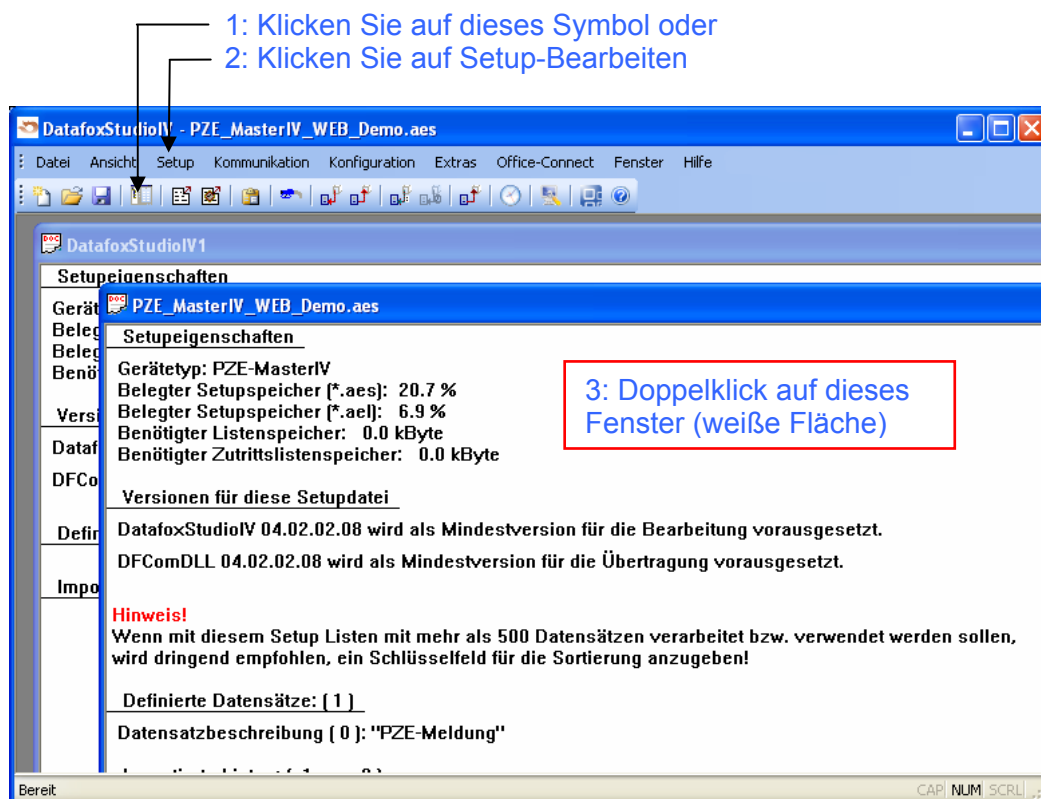 1: Klicken Sie auf dieses Symbol oder
2: Klicken Sie auf Setup-Bearbeiten
DatafoxStudioIV - PZE_MasterIV_WEB_Demo.aes
Datei Ansicht Setup Kommunikation Konfiguration Extras Office-Connect Fenster Hilfe
DatafoxStudioIV1
Setupeigenschaften
PZE_MasterIV_WEB_Demo.aes
Setupeigenschaften
Gerätetyp: PZE-MasterIV
Belegter Setupspeicher (*.aes): 20.7 %
Belegter Setupspeicher (*.ael): 6.9 %
Benötigter Listenspeicher: 0.0 kByte
Benötigter Zutrittslistenspeicher: 0.0 kByte
3: Doppelklick auf dieses
Fenster (weiße Fläche)
Versionen für diese Setupdatei
DatafoxStudioIV 04.02.02.08 wird als Mindestversion für die Bearbeitung vorausgesetzt.
DFComDLL 04.02.02.08 wird als Mindestversion für die Übertragung vorausgesetzt.
Hinweis!
Wenn mit diesem Setup Listen mit mehr als 500 Datensätzen verarbeitet bzw. verwendet werden sollen,
wird dringend empfohlen, ein Schlüsselfeld für die Sortierung anzugeben!
Definierte Datensätze: ( 1 )
Datensatzbeschreibung ( 0 ): "PZE-Meldung"
Bereit
CAP NUM SCRL